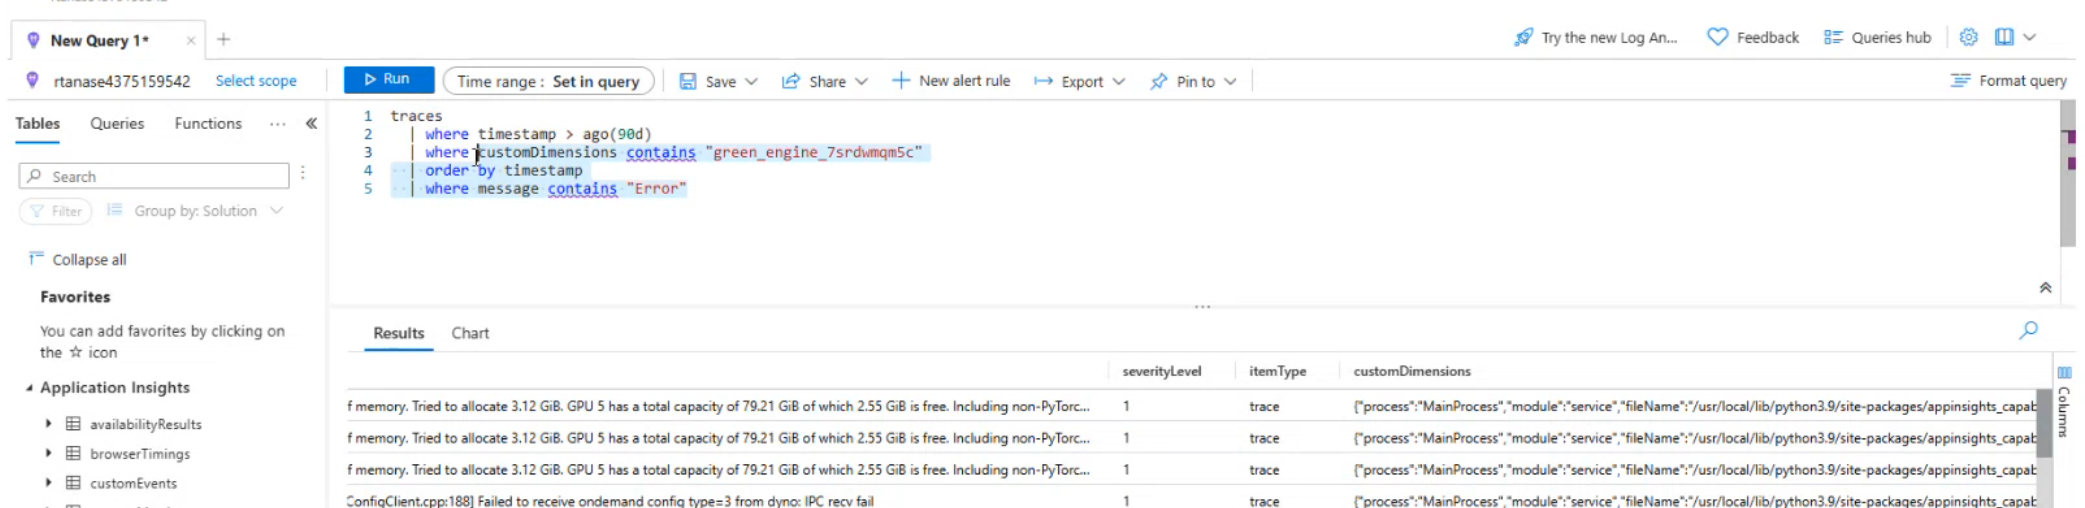 New Query 1*
Try the new Log An...
Feedback
Queries hub
rtanase4375159542
Select scope
Run
Time range : Set in query
Save
Share
New alert rule
Export
Pin to
Format query
Tables
Queries
Functions
...
Search
Filter
Group by: Solution
Collapse all
Favorites
You can add favorites by clicking on
the ☆ icon
Application Insights
availabilityResults
browserTimings
customEvents
1 traces
2 | where timestamp > ago(90d)
3 | where customDimensions contains "green_engine_7srdwmqm5c"
4 | order by timestamp
5 | where message contains "Error"
Results
Chart
severityLevel
itemType
customDimensions
f memory. Tried to allocate 3.12 GiB. GPU 5 has a total capacity of 79.21 GiB of which 2.55 GiB is free. Including non-PyTorc... 1 trace {"process":"MainProcess","module":"service","fileName":"/usr/local/lib/python3.9/site-packages/appinsights_capab
f memory. Tried to allocate 3.12 GiB. GPU 5 has a total capacity of 79.21 GiB of which 2.55 GiB is free. Including non-PyTorc... 1 trace {"process":"MainProcess","module":"service","fileName":"/usr/local/lib/python3.9/site-packages/appinsights_capab
f memory. Tried to allocate 3.12 GiB. GPU 5 has a total capacity of 79.21 GiB of which 2.55 GiB is free. Including non-PyTorc... 1 trace {"process":"MainProcess","module":"service","fileName":"/usr/local/lib/python3.9/site-packages/appinsights_capab
ConfigClient.cpp:188] Failed to receive ondemand config type=3 from dyno: IPC recv fail 1 trace {"process":"MainProcess","module":"service","fileName":"/usr/local/lib/python3.9/site-packages/appinsights_capab
Columns